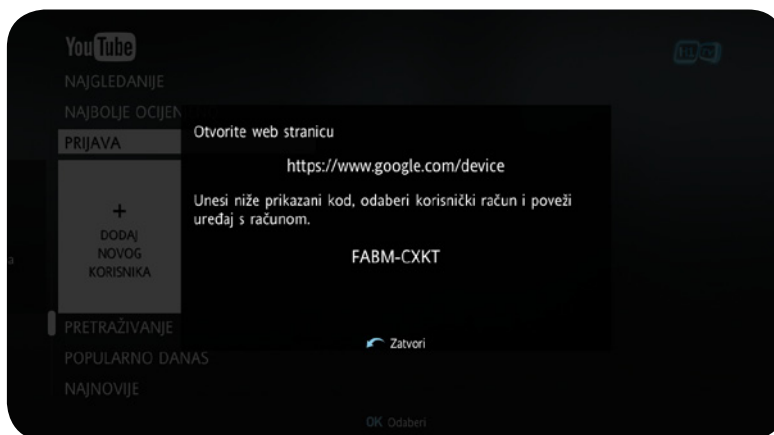 YouTube
NAJGLEDANIJE
NAJBOLJE OCIJEN
PRIJAVA
Otvorite web stranicu
https://www.google.com/device
Unesi niže prikazani kod, odaberi korisnički račun i poveži
uređaj s računom.
FABM-CXKT
Zatvori
+
DODAJ
NOVOG
KORISNIKA
PRETRAŽIVANJE
POPULARNO DANAS
NAJNOVIJE
OK Odaberi